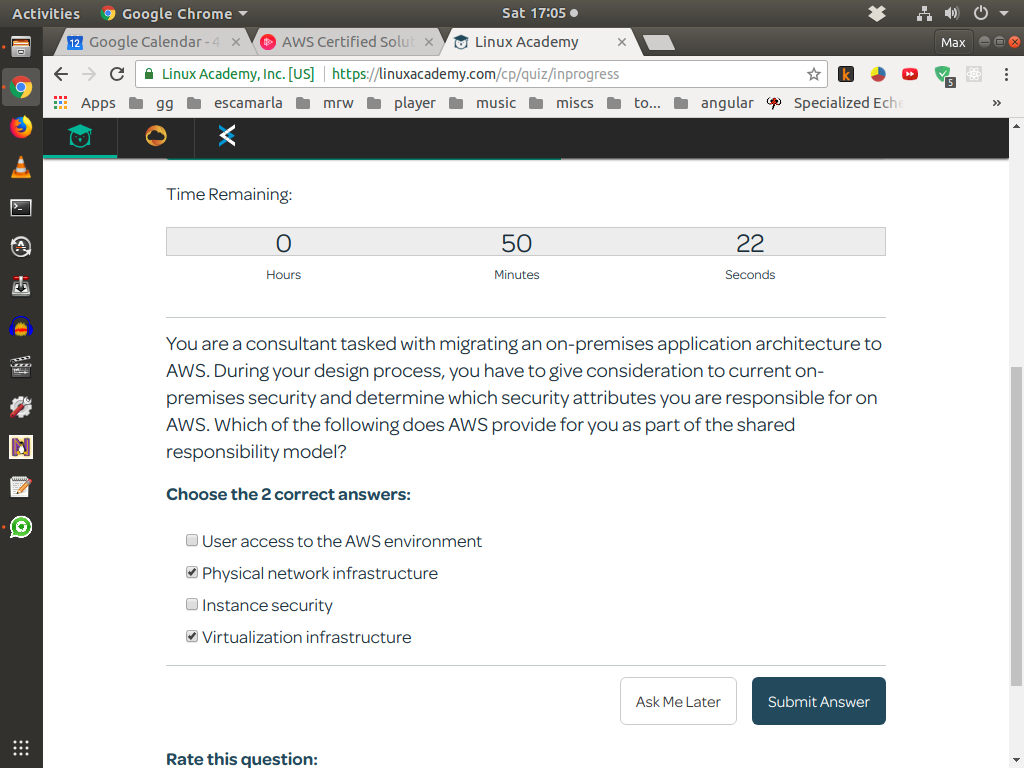 Activities Google Chrome Sat 17:05
Google Calendar - 4 AWS Certified Solut Linux Academy Max
Linux Academy, Inc. [US] https://linuxacademy.com/cp/quiz/inprogress
Apps gg escamarla mrw player music miscs to... angular Specialized Eche »
Time Remaining:
0 50 22
Hours Minutes Seconds
You are a consultant tasked with migrating an on-premises application architecture to
AWS. During your design process, you have to give consideration to current on-
premises security and determine which security attributes you are responsible for on
AWS. Which of the following does AWS provide for you as part of the shared
responsibility model?
Choose the 2 correct answers:
User access to the AWS environment
Physical network infrastructure
Instance security
Virtualization infrastructure
Ask Me Later Submit Answer
Rate this question: